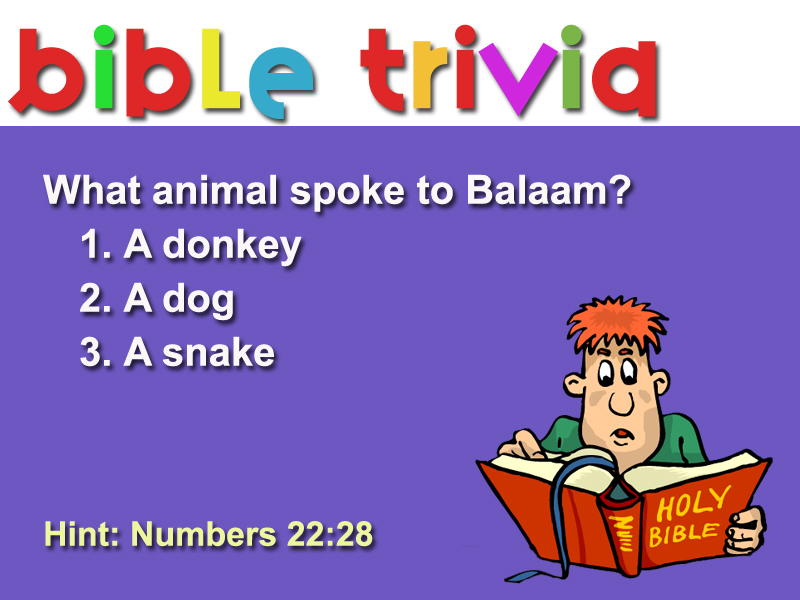 bible trivia
What animal spoke to Balaam?
1. A donkey
2. A dog
3. A snake
HOLY
BIBLE
Hint: Numbers 22:28